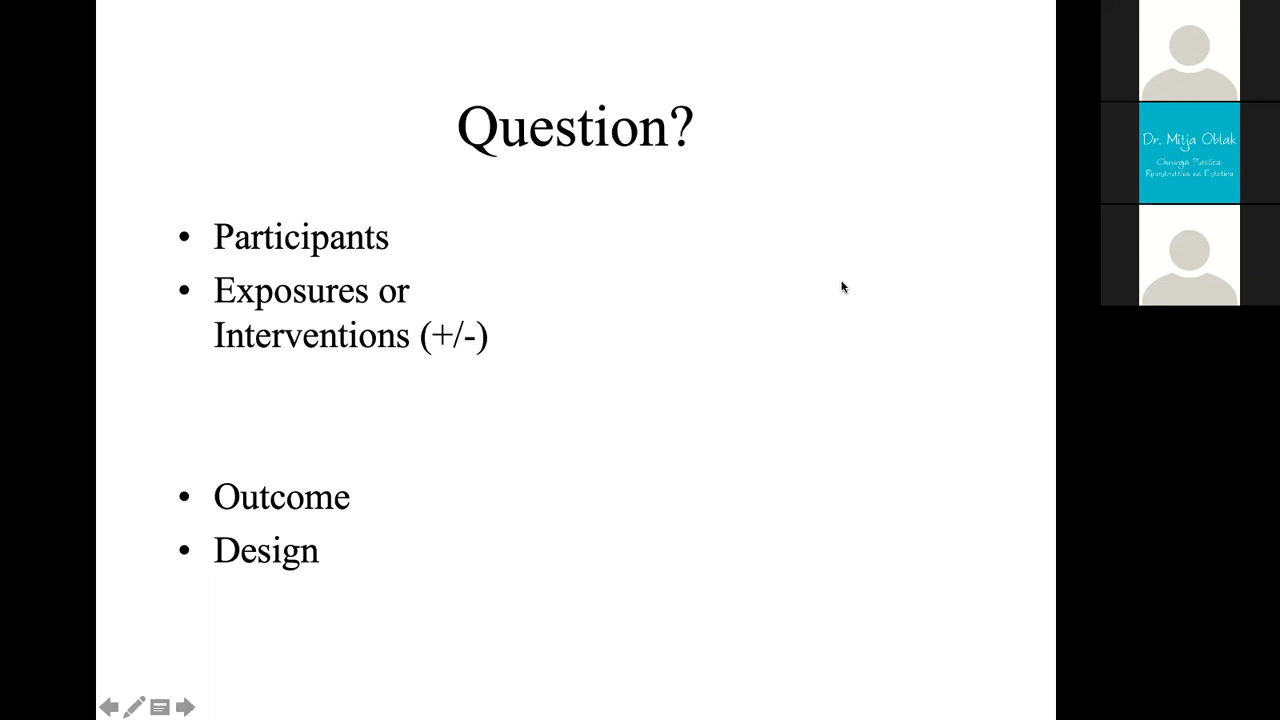 Question?
• Participants
• Exposures or
Interventions (+/-)
• Outcome
• Design
Dr. Mitja Oblak
Chirurgia Plastica,
Ricostruttiva ed Estetica